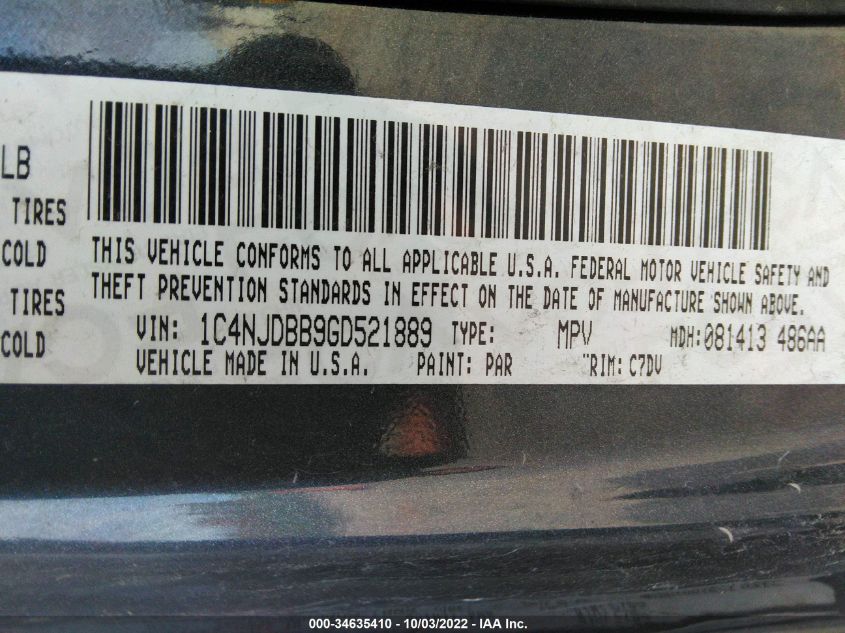 LB
TIRES
COLD
TIRES
COLD
THIS VEHICLE CONFORMS TO ALL APPLICABLE U.S.A. FEDERAL MOTOR VEHICLE SAFETY AND
THEFT PREVENTION STANDARDS IN EFFECT ON THE DATE OF MANUFACTURE SHOWN ABOVE.
VIN: 1C4NJDBB9GD521889 TYPE: MPV MDH:081413 486AA
VEHICLE MADE IN U.S.A. PAINT: PAR RIM: C7DV
000-34635410 - 10/03/2022 - IAA Inc.